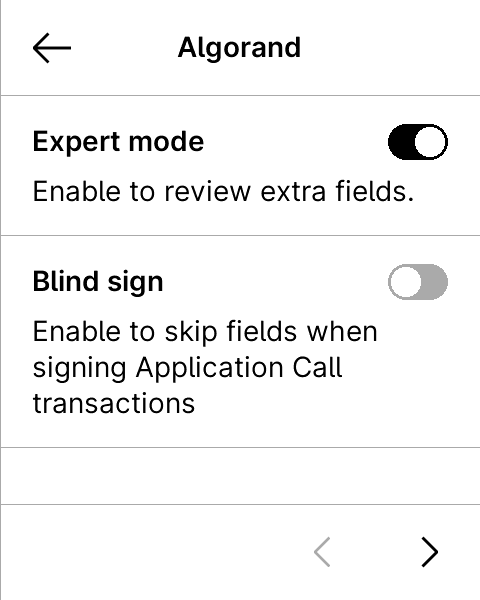 Algorand
Expert mode
Enable to review extra fields.
Blind sign
Enable to skip fields when
signing Application Call
transactions